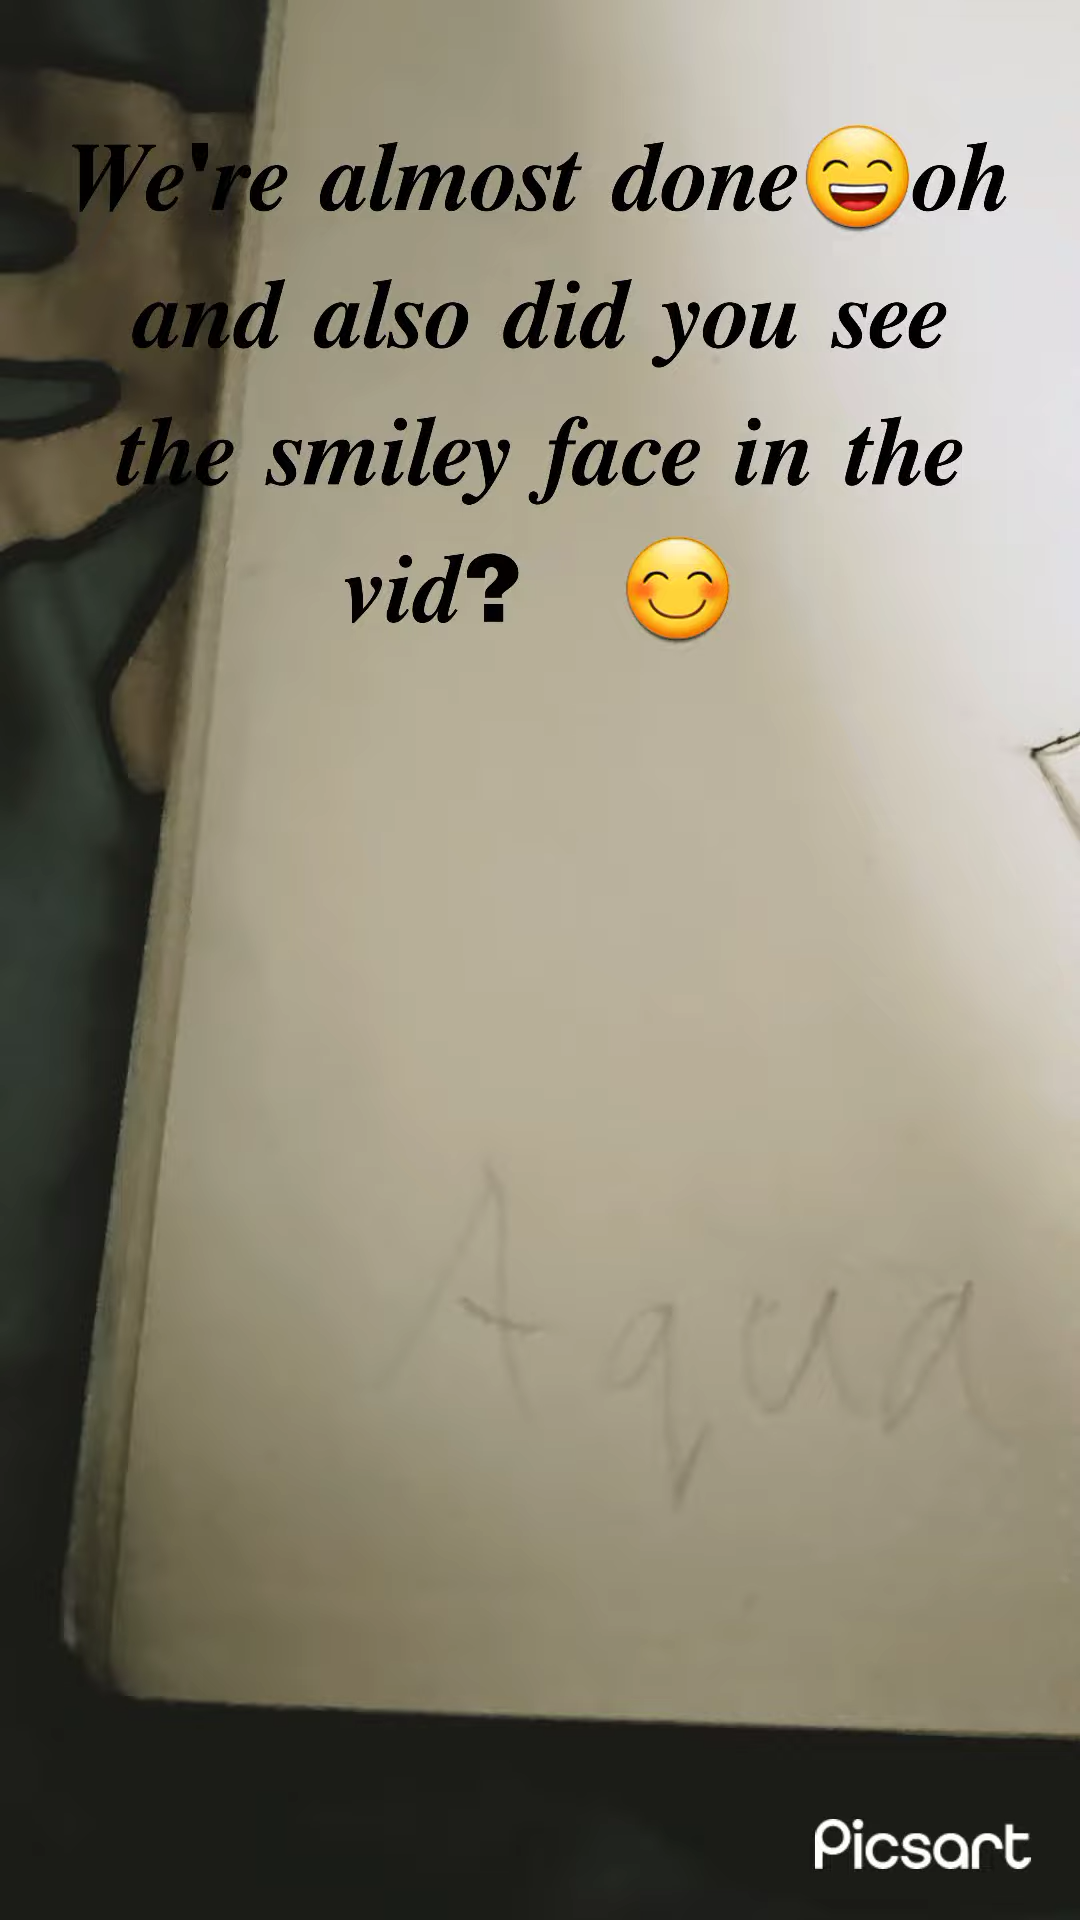 We're almost done😄oh
and also did you see
the smiley face in the
vid? 😊
Aqua
Picsart